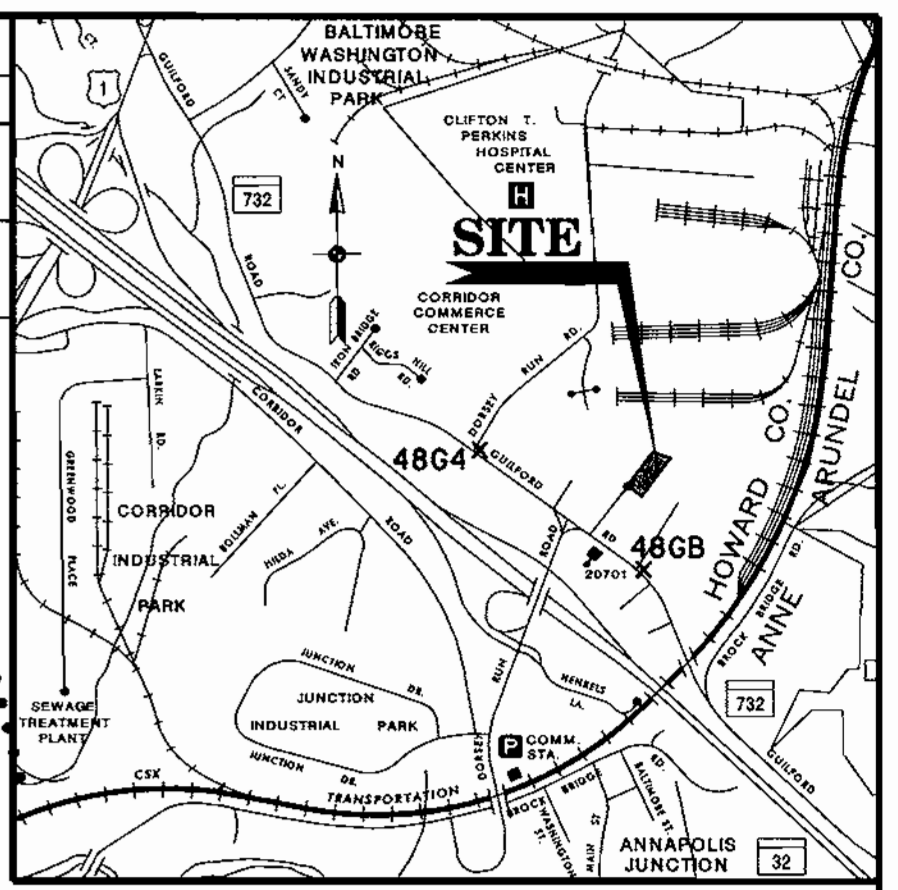 BALTIMORE
WASHINGTON
INDUSTRIAL
PARK
CT.
1
GUILFORD
SANDY
CT
CLIFTON T.
PERKINS
HOSPITAL
CENTER
H
N
732
SITE
ROAD
CO.
CORRIDOR
COMMERCE
CENTER
IRON BRIDGE
RD
RIGGS HILL
RD.
DORSEY RUN RD.
LARKIN
RD.
CORRIDOR
ROAD
48G4
GUILFORD
RD
HOWARD CO.
ANNE ARUNDEL
GREENWOOD
PLACE
CORRIDOR
INDUSTRIAL
PARK
BOLLMAN PL.
HILDA AVE.
48GB
20701
BROCK BRIDGE RD.
DORSEY RUN ROAD
HENKELS
LA.
JUNCTION DR.
JUNCTION
INDUSTRIAL PARK
JUNCTION DR.
732
SEWAGE
TREATMENT
PLANT
P
COMM.
STA.
GUILFORD
RD.
CSX TRANSPORTATION
BROCK BRIDGE RD.
WASHINGTON
ST.
MAIN ST
BALTIMORE ST.
ANNAPOLIS
JUNCTION
32